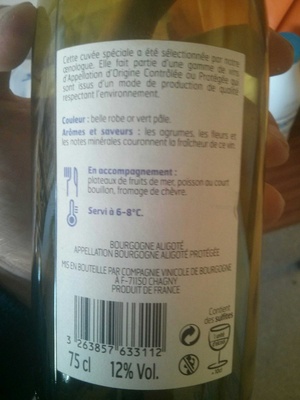 Cette cuvée spéciale a été sélectionnée par notre
œnologue. Elle fait partie d'une gamme de vins
d'Appellation d'Origine Contrôlée ou Protégée qui
sont issus d'un mode de production de qualité
respectant l'environnement.
Couleur : belle robe or vert pâle.
Arômes et saveurs : les agrumes, les fleurs et
les notes minérales couronnent la fraîcheur de ce vin.
En accompagnement :
plateaux de fruits de mer, poisson au court
bouillon, fromage de chèvre.
Servi à 6-8°C.
BOURGOGNE ALIGOTÉ
APPELLATION BOURGOGNE ALIGOTÉ PROTÉGÉE
MIS EN BOUTEILLE PAR COMPAGNIE VINICOLE DE BOURGOGNE
À F-71150 CHAGNY
PRODUIT DE FRANCE
Contient
des sulfites
3 263857 633112
75 cl 12% Vol.